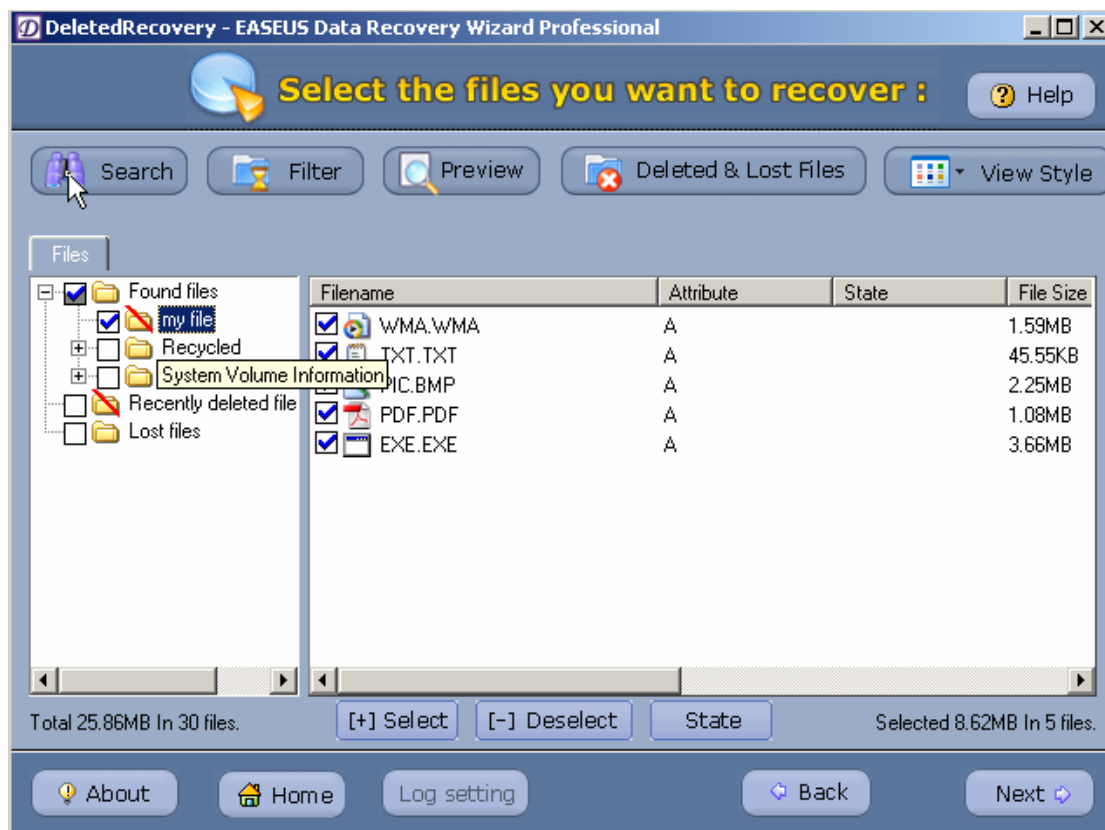 DeletedRecovery - EASEUS Data Recovery Wizard Professional
Select the files you want to recover :
Help
Search
Filter
Preview
Deleted & Lost Files
View Style
Files
Found files
my file
Recycled
System Volume Information
Recently deleted file
Lost files
Filename Attribute State File Size
WMA.WMA A 1.59MB
TXT.TXT A 45.55KB
PIC.BMP A 2.25MB
PDF.PDF A 1.08MB
EXE.EXE A 3.66MB
Total 25.86MB In 30 files.
[+] Select
[-] Deselect
State
Selected 8.62MB In 5 files.
About
Home
Log setting
Back
Next